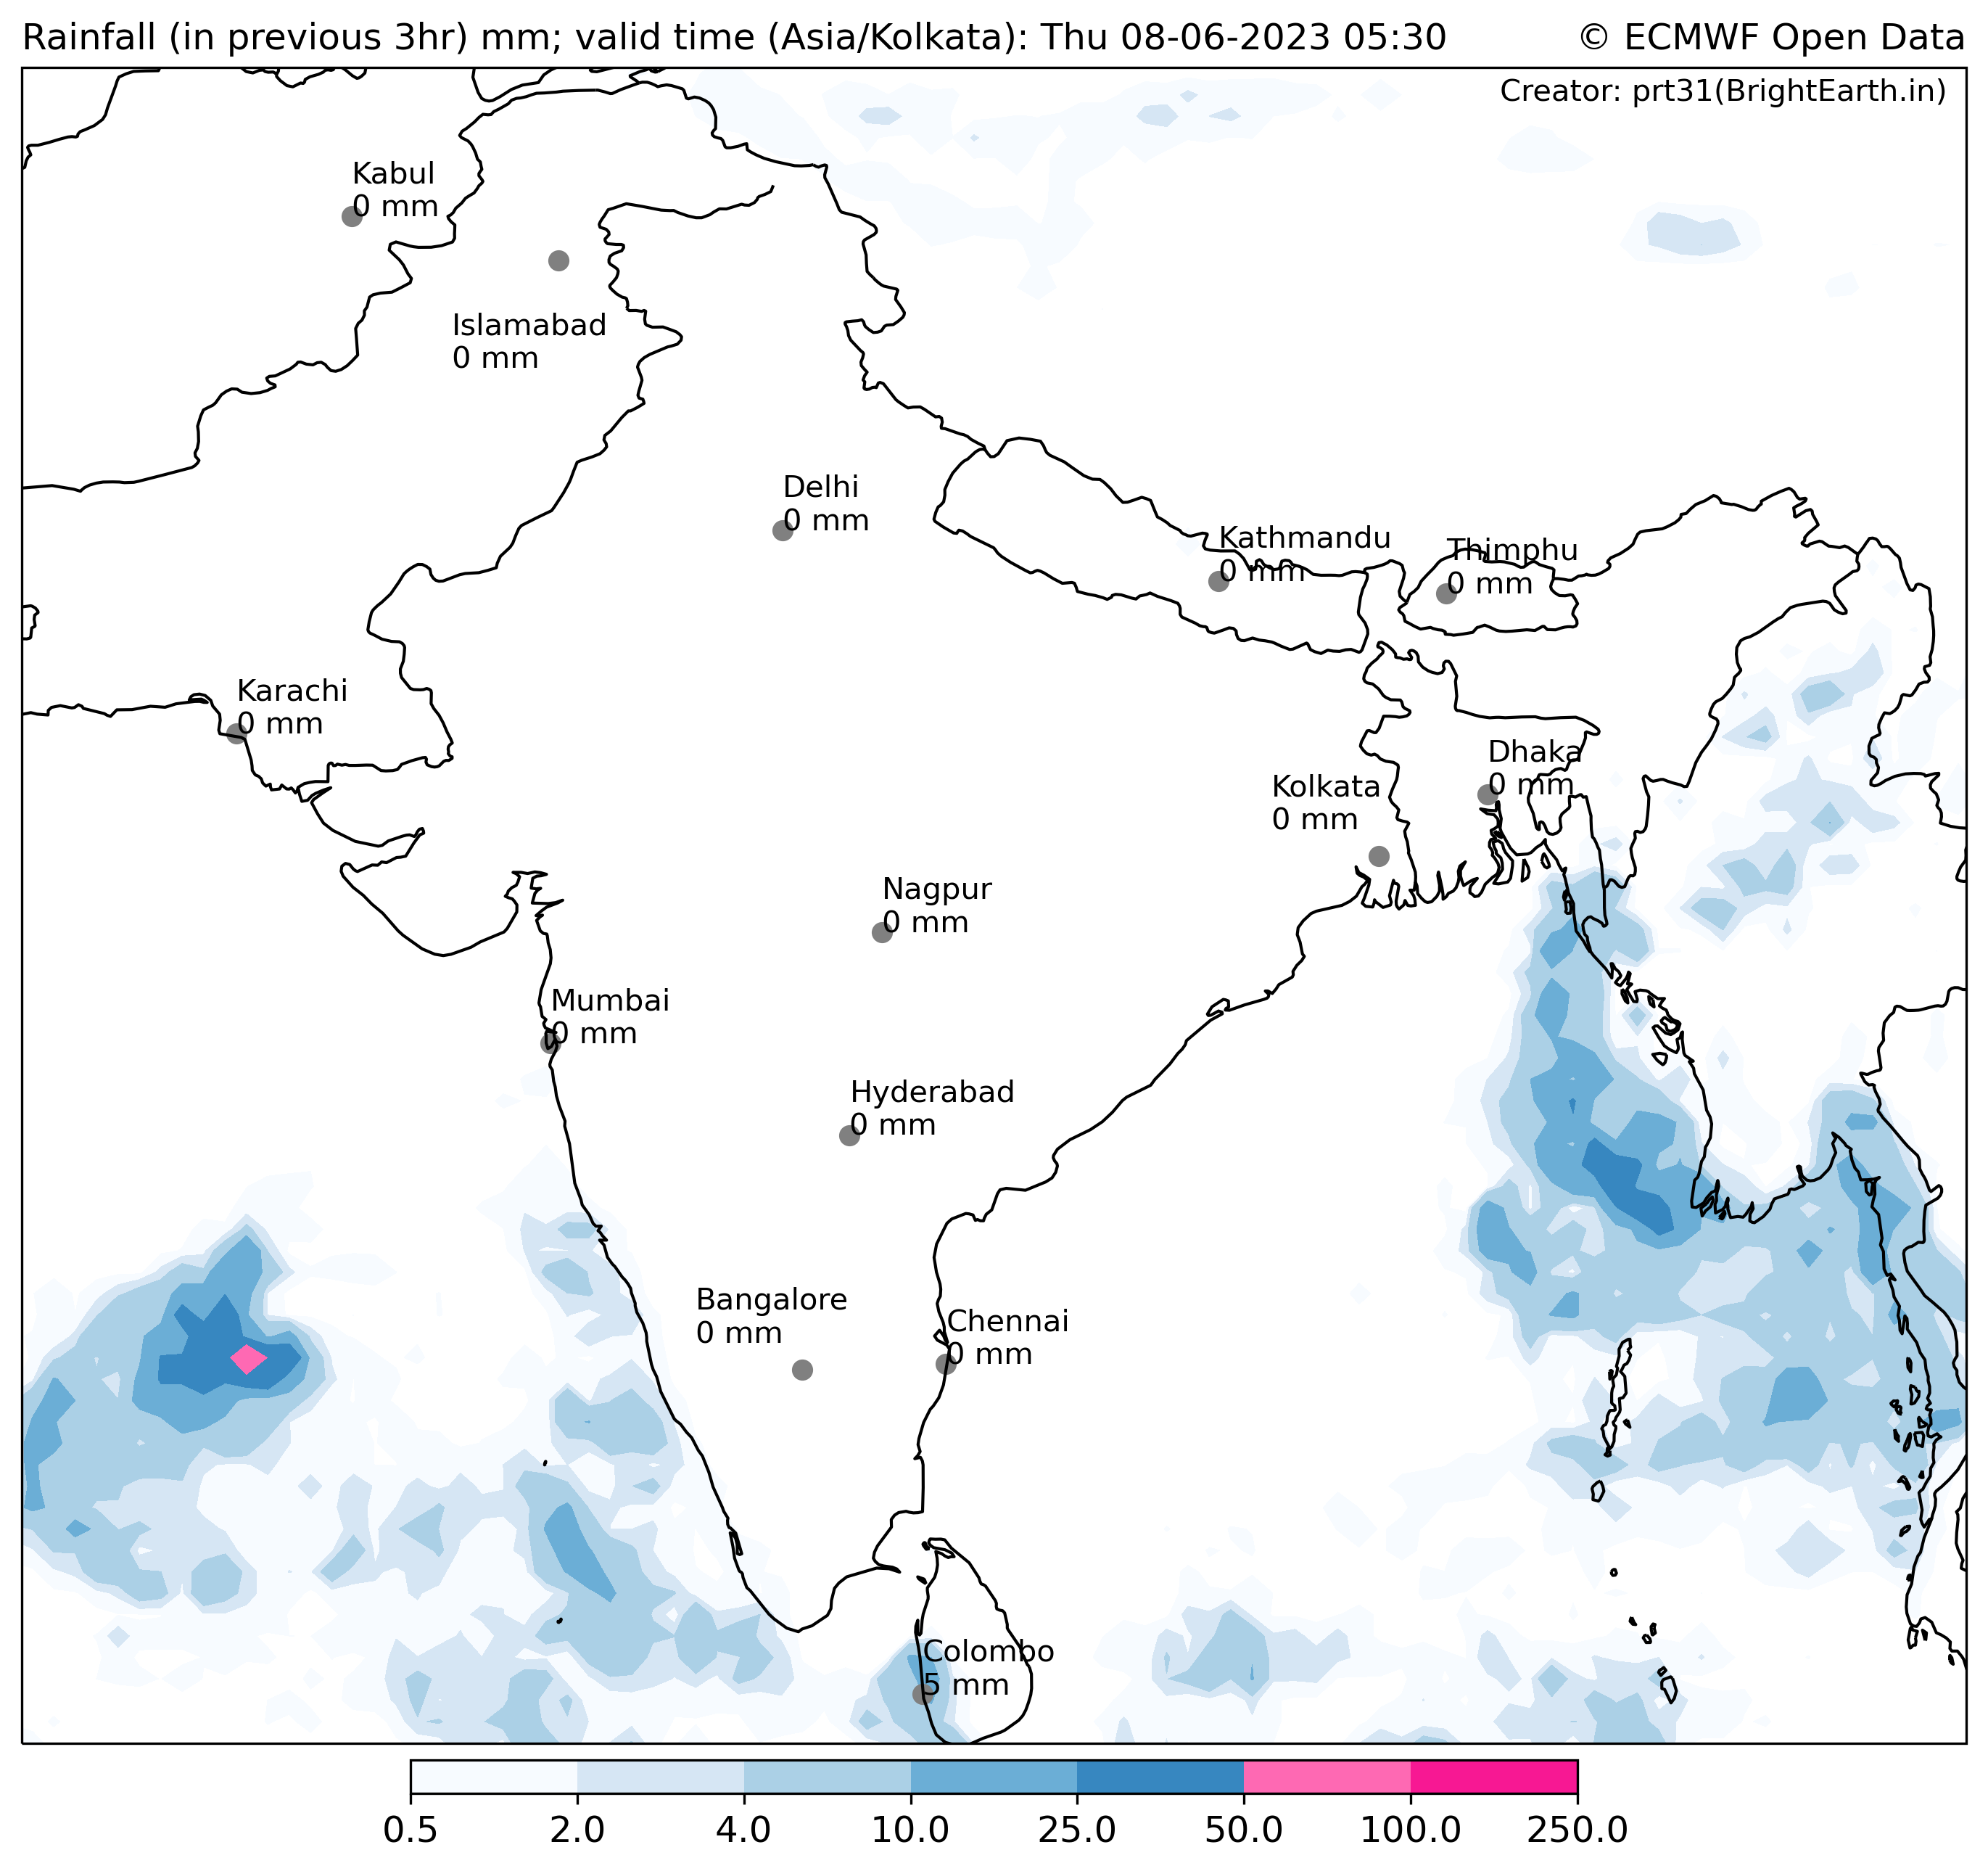 Rainfall (in previous 3hr) mm; valid time (Asia/Kolkata): Thu 08-06-2023 05:30
© ECMWF Open Data
Creator: prt31(BrightEarth.in)
Kabul
0 mm
Islamabad
0 mm
Delhi
0 mm
Kathmandu
0 mm
Thimphu
0 mm
Karachi
0 mm
Dhaka
0 mm
Kolkata
0 mm
Nagpur
0 mm
Mumbai
0 mm
Hyderabad
0 mm
Bangalore
0 mm
Chennai
0 mm
Colombo
5 mm
0.5 2.0 4.0 10.0 25.0 50.0 100.0 250.0